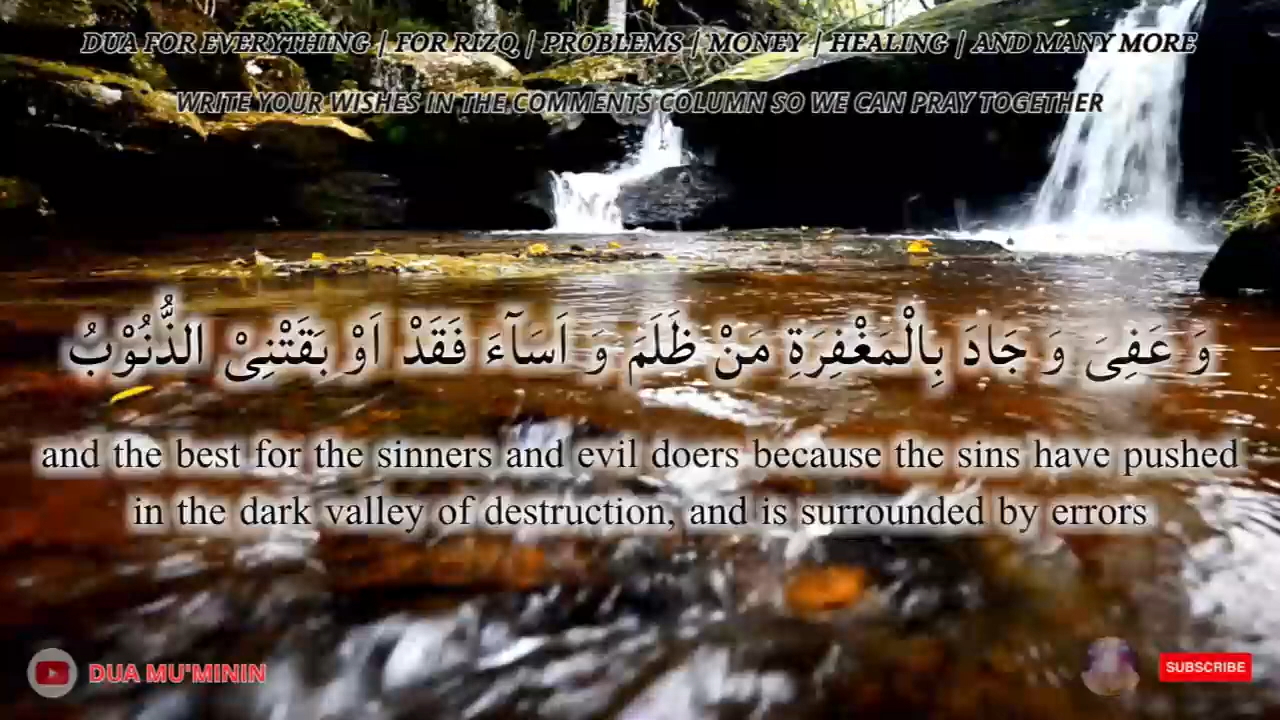 DUA FOR EVERYTHING | FOR RIZQ | PROBLEMS | MONEY | HEALING | AND MANY MORE
WRITE YOUR WISHES IN THE COMMENTS COLUMN SO WE CAN PRAY TOGETHER
وَ عَفِىَ وَ جَادَ بِالْمَغْفِرَةِ مَنْ ظَلَمَ وَ اَسَآءَ فَقَدْ اَوْ بَقَتْنِىْ الذُّنُوْبُ
and the best for the sinners and evil doers because the sins have pushed
in the dark valley of destruction, and is surrounded by errors
DUA MU'MININ
SUBSCRIBE